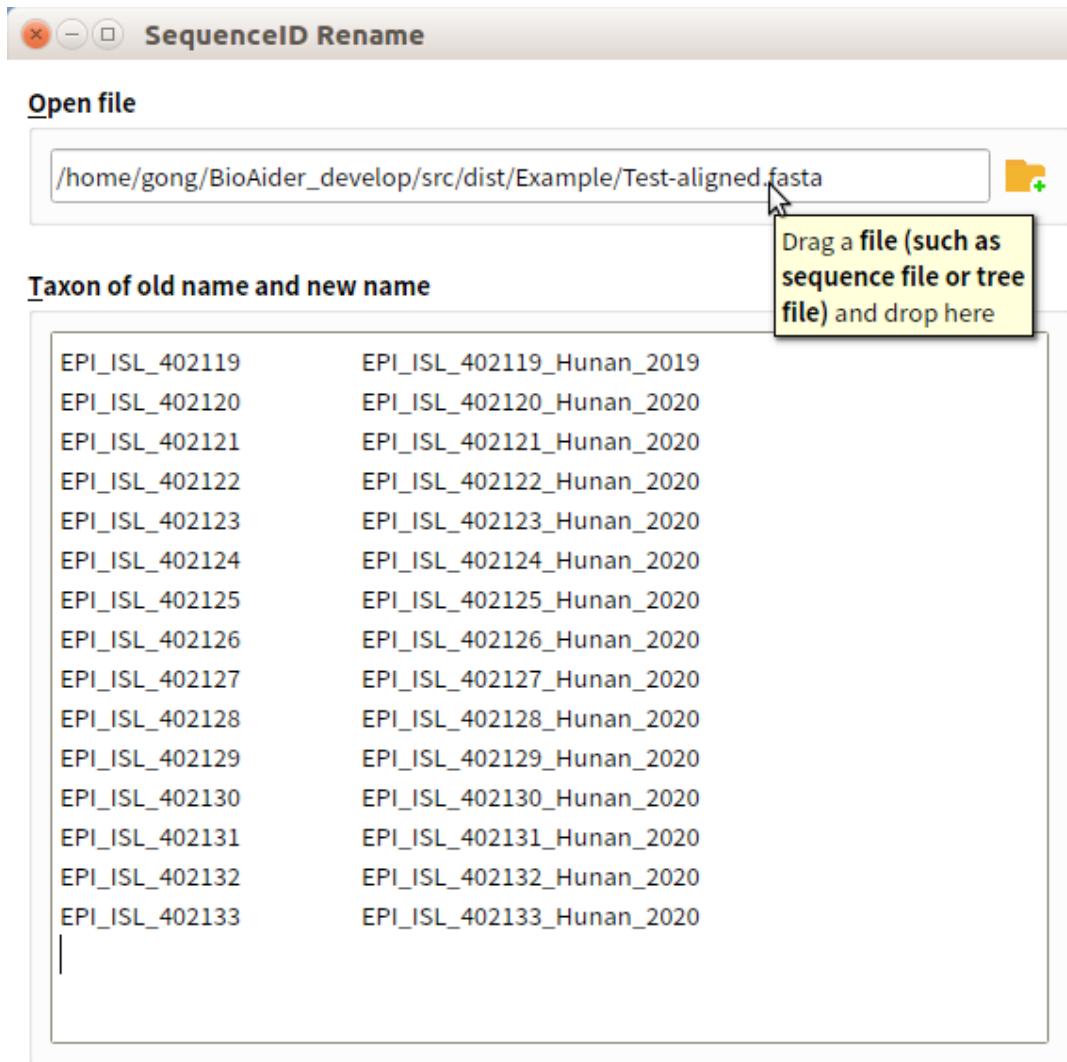 SequenceID Rename
Open file
/home/gong/BioAider_develop/src/dist/Example/Test-aligned.fasta
Drag a file (such as
sequence file or tree
file) and drop here
Taxon of old name and new name
EPI_ISL_402119 EPI_ISL_402119_Hunan_2019
EPI_ISL_402120 EPI_ISL_402120_Hunan_2020
EPI_ISL_402121 EPI_ISL_402121_Hunan_2020
EPI_ISL_402122 EPI_ISL_402122_Hunan_2020
EPI_ISL_402123 EPI_ISL_402123_Hunan_2020
EPI_ISL_402124 EPI_ISL_402124_Hunan_2020
EPI_ISL_402125 EPI_ISL_402125_Hunan_2020
EPI_ISL_402126 EPI_ISL_402126_Hunan_2020
EPI_ISL_402127 EPI_ISL_402127_Hunan_2020
EPI_ISL_402128 EPI_ISL_402128_Hunan_2020
EPI_ISL_402129 EPI_ISL_402129_Hunan_2020
EPI_ISL_402130 EPI_ISL_402130_Hunan_2020
EPI_ISL_402131 EPI_ISL_402131_Hunan_2020
EPI_ISL_402132 EPI_ISL_402132_Hunan_2020
EPI_ISL_402133 EPI_ISL_402133_Hunan_2020